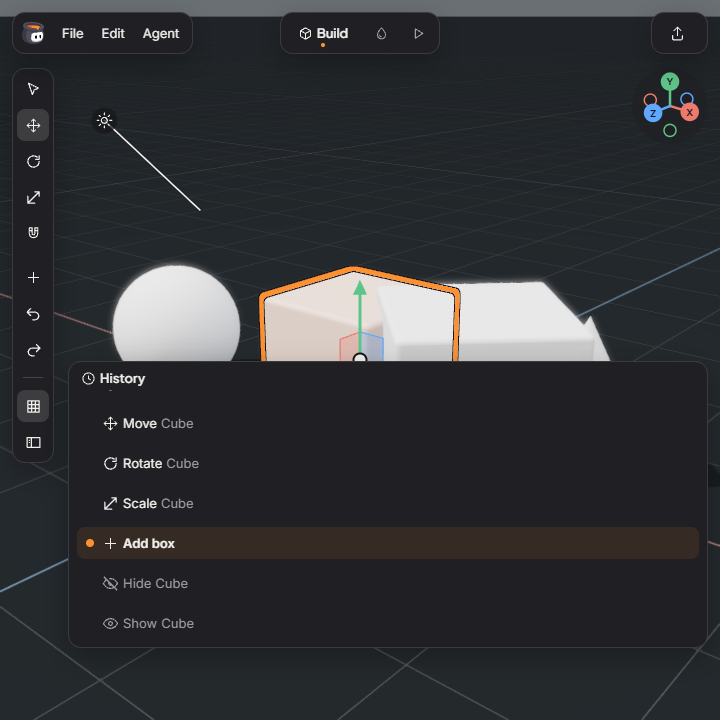 File Edit Agent
Build
Y
Z
X
History
Move Cube
Rotate Cube
Scale Cube
Add box
Hide Cube
Show Cube